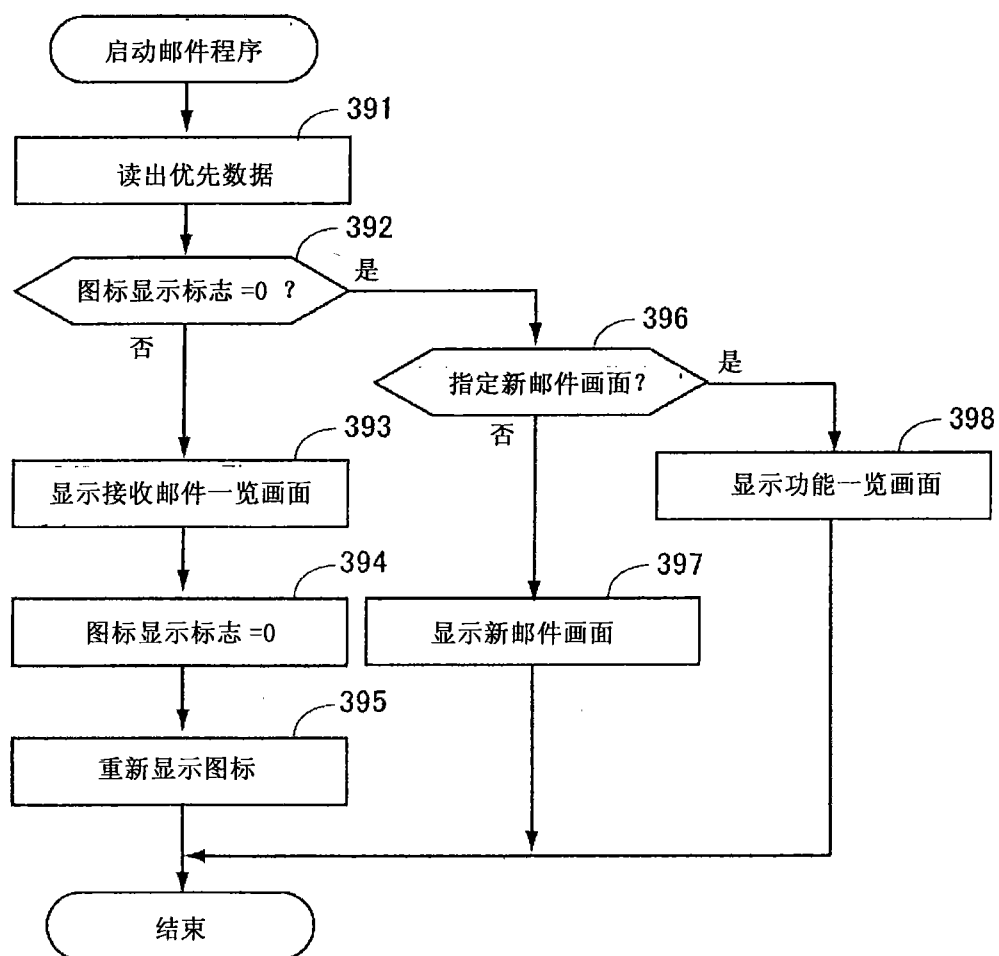 启动邮件程序
391
读出优先数据
392
图标显示标志=0 ?
是
否
396
指定新邮件画面?
是
否
393
显示接收邮件一览画面
398
显示功能一览画面
394
图标显示标志=0
397
显示新邮件画面
395
重新显示图标
结束